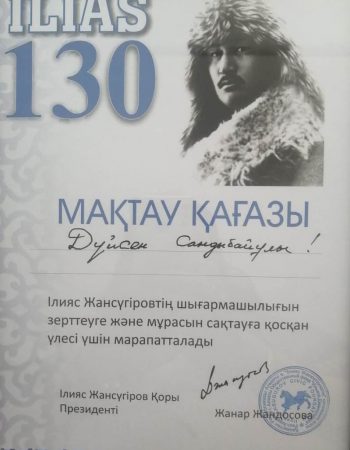 ILIAS
130
МАҚТАУ ҚАҒАЗЫ
Дүйсен Сандыбайулы!
Ілияс Жансүгіровтің шығармашылығын
зерттеуге және мұрасын сақтауға қосқан
үлесі үшін марапатталады
Ілияс Жансүгіров Қоры
Президенті
Жанар Жандосова